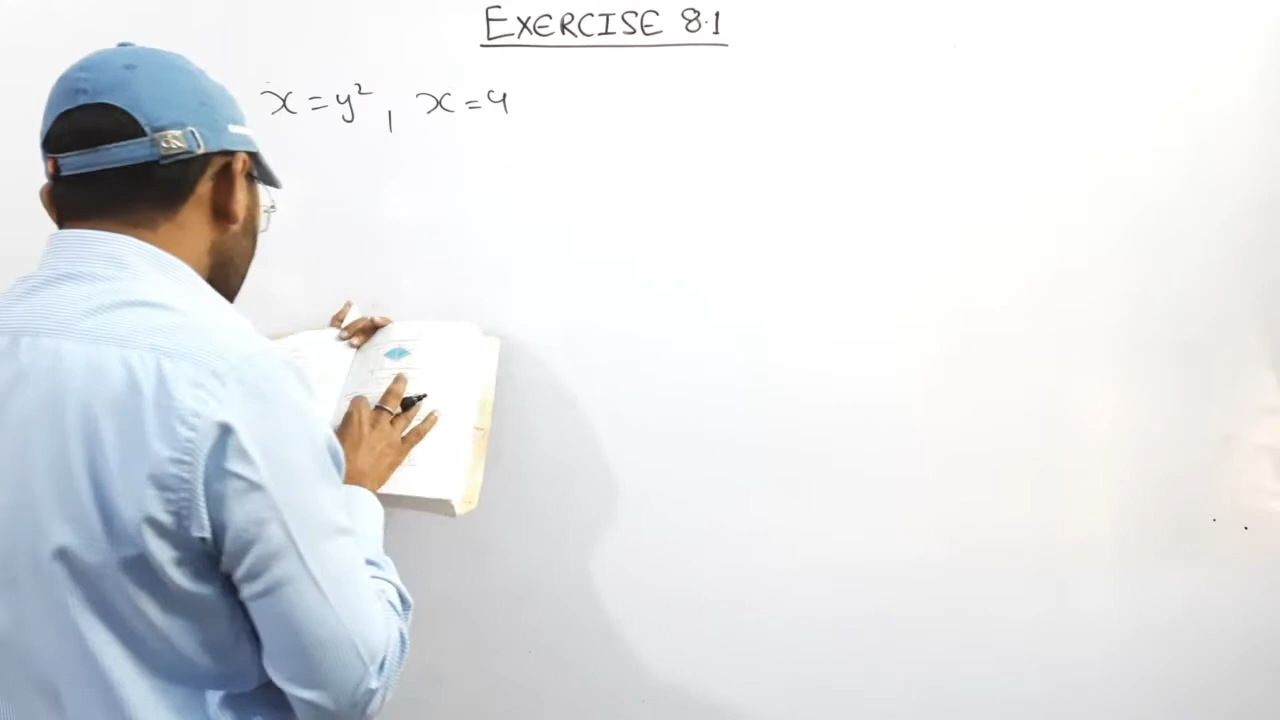 EXERCISE 8.1
x = y², x = 4